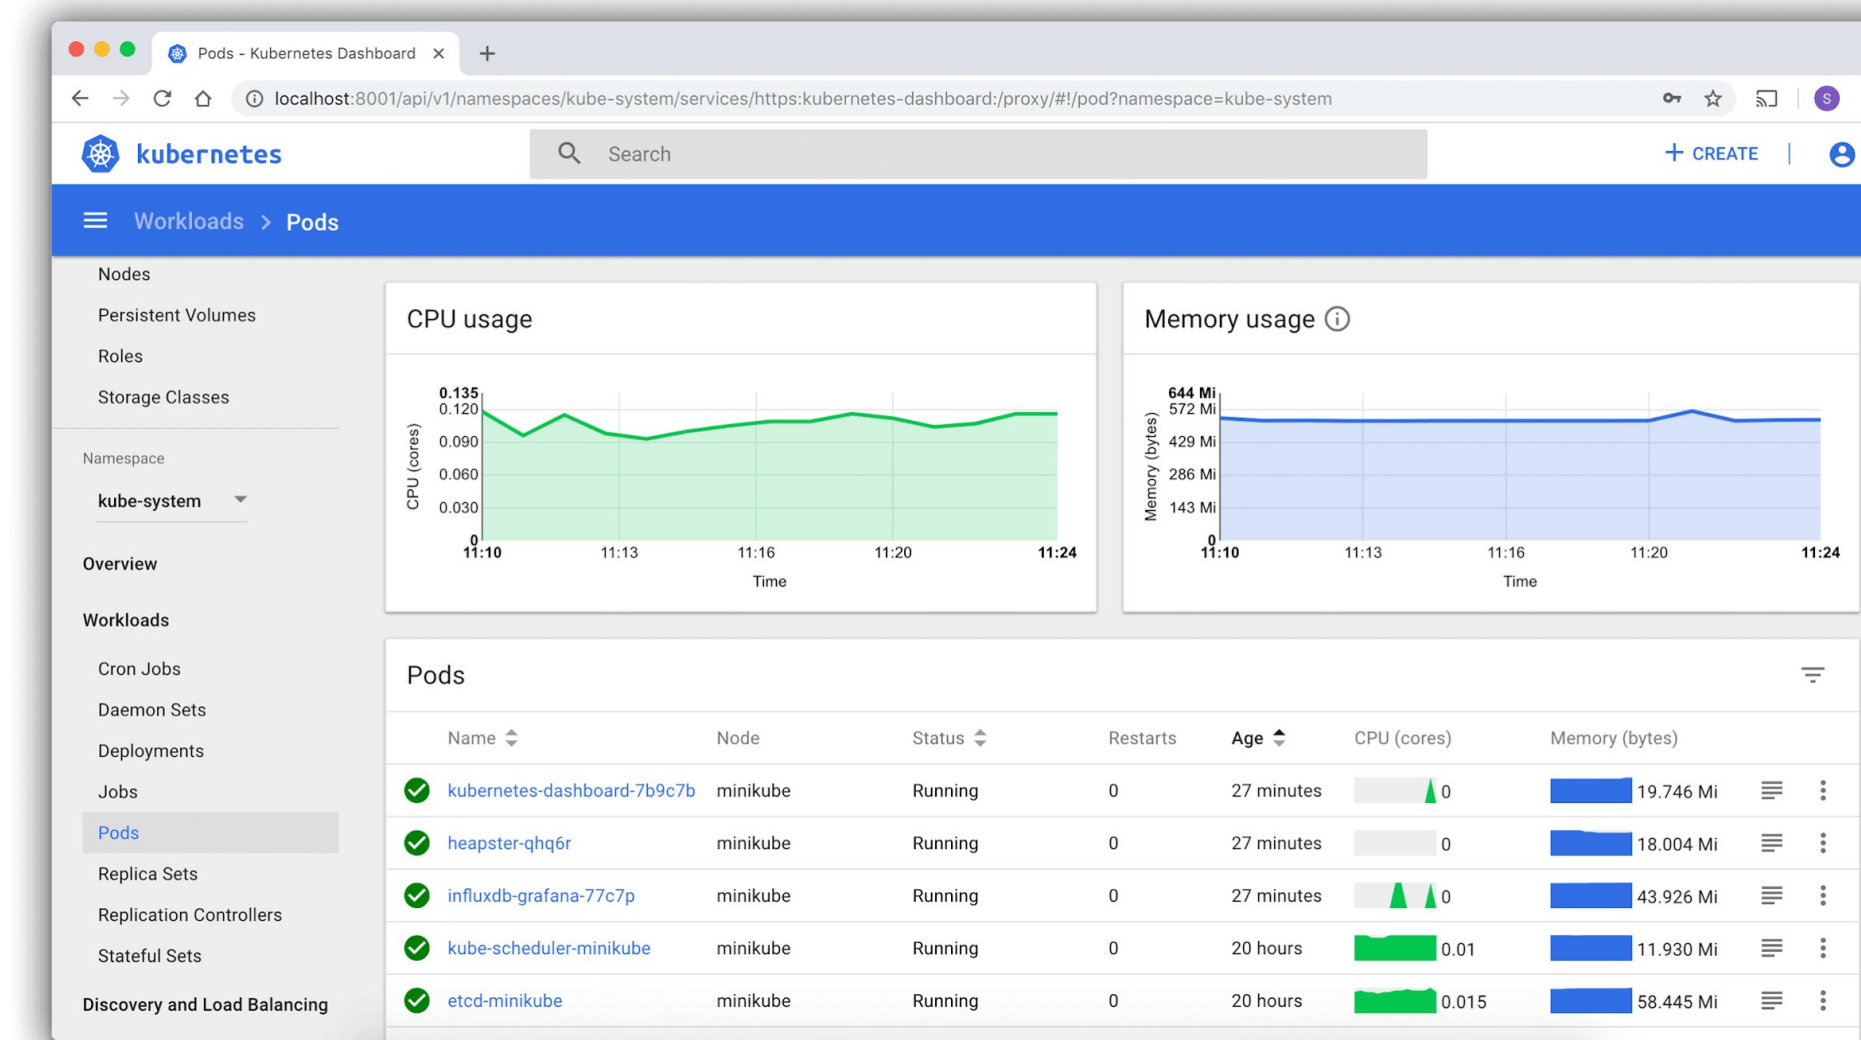 Pods - Kubernetes Dashboard
localhost:8001/api/v1/namespaces/kube-system/services/https:kubernetes-dashboard:/proxy/#!/pod?namespace=kube-system
S
kubernetes
Search
+ CREATE
Workloads > Pods
Nodes
Persistent Volumes
Roles
Storage Classes
Namespace
kube-system
Overview
Workloads
Cron Jobs
Daemon Sets
Deployments
Jobs
Pods
Replica Sets
Replication Controllers
Stateful Sets
Discovery and Load Balancing
CPU usage
CPU (cores)
0.135
0.120
0.090
0.060
0.030
0
11:10 11:13 11:16 11:20 11:24
Time
Memory usage
Memory (bytes)
644 Mi
572 Mi
429 Mi
286 Mi
143 Mi
0
11:10 11:13 11:16 11:20 11:24
Time
Pods
Name Node Status Restarts Age CPU (cores) Memory (bytes)
kubernetes-dashboard-7b9c7b minikube Running 0 27 minutes 0 19.746 Mi
heapster-qhq6r minikube Running 0 27 minutes 0 18.004 Mi
influxdb-grafana-77c7p minikube Running 0 27 minutes 0 43.926 Mi
kube-scheduler-minikube minikube Running 0 20 hours 0.01 11.930 Mi
etcd-minikube minikube Running 0 20 hours 0.015 58.445 Mi